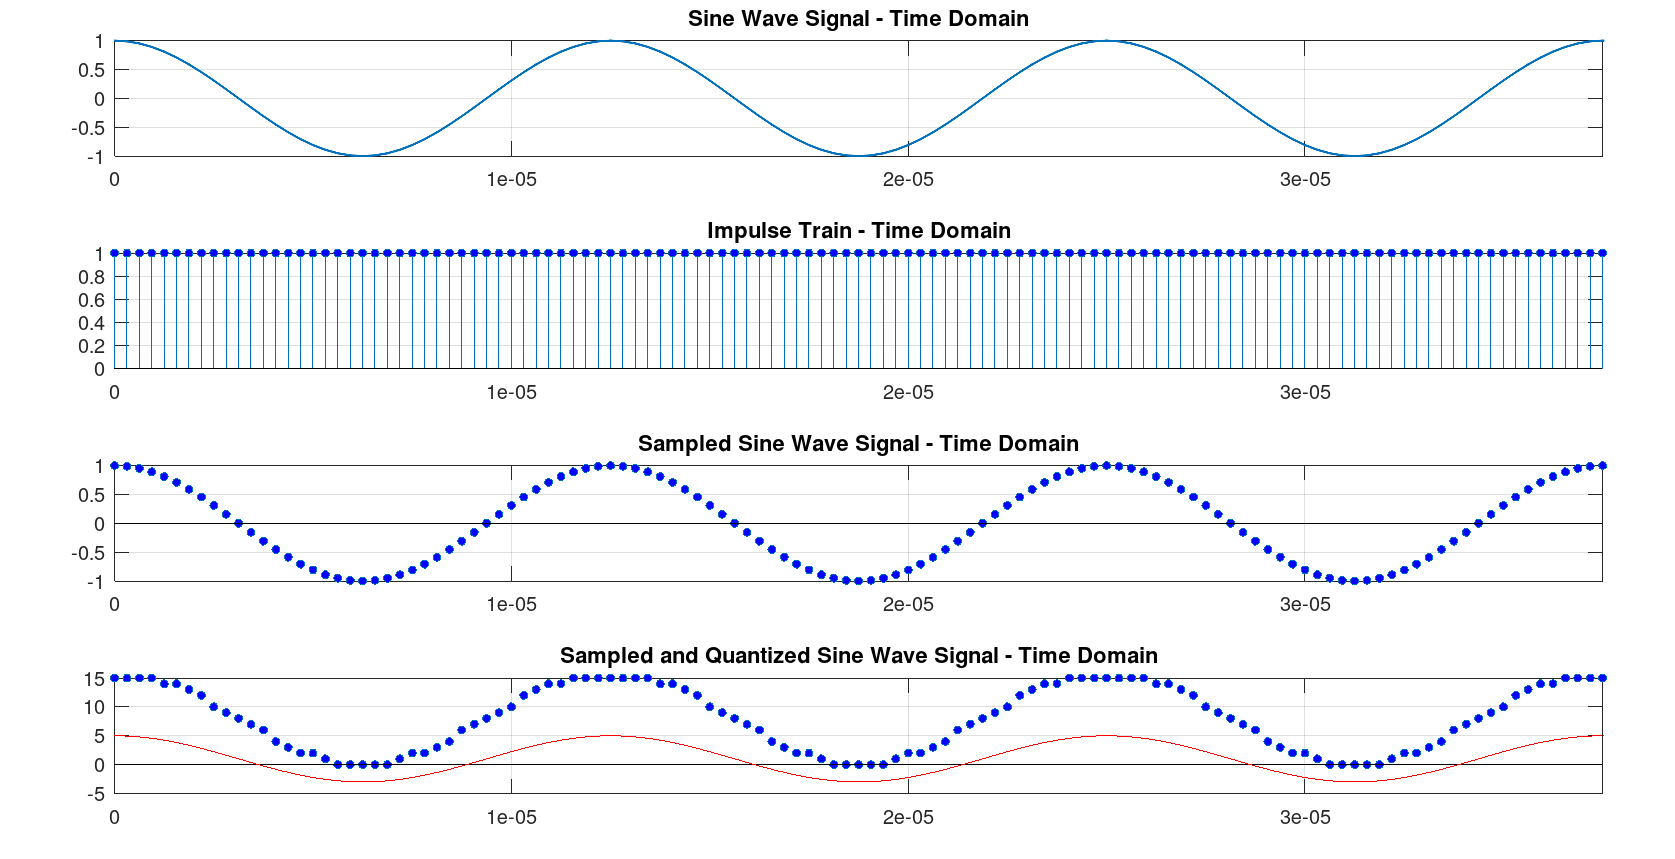 Sine Wave Signal - Time Domain
1
0.5
0
-0.5
-1
0 1e-05 2e-05 3e-05
Impulse Train - Time Domain
1
0.8
0.6
0.4
0.2
0
0 1e-05 2e-05 3e-05
Sampled Sine Wave Signal - Time Domain
1
0.5
0
-0.5
-1
0 1e-05 2e-05 3e-05
Sampled and Quantized Sine Wave Signal - Time Domain
15
10
5
0
-5
0 1e-05 2e-05 3e-05